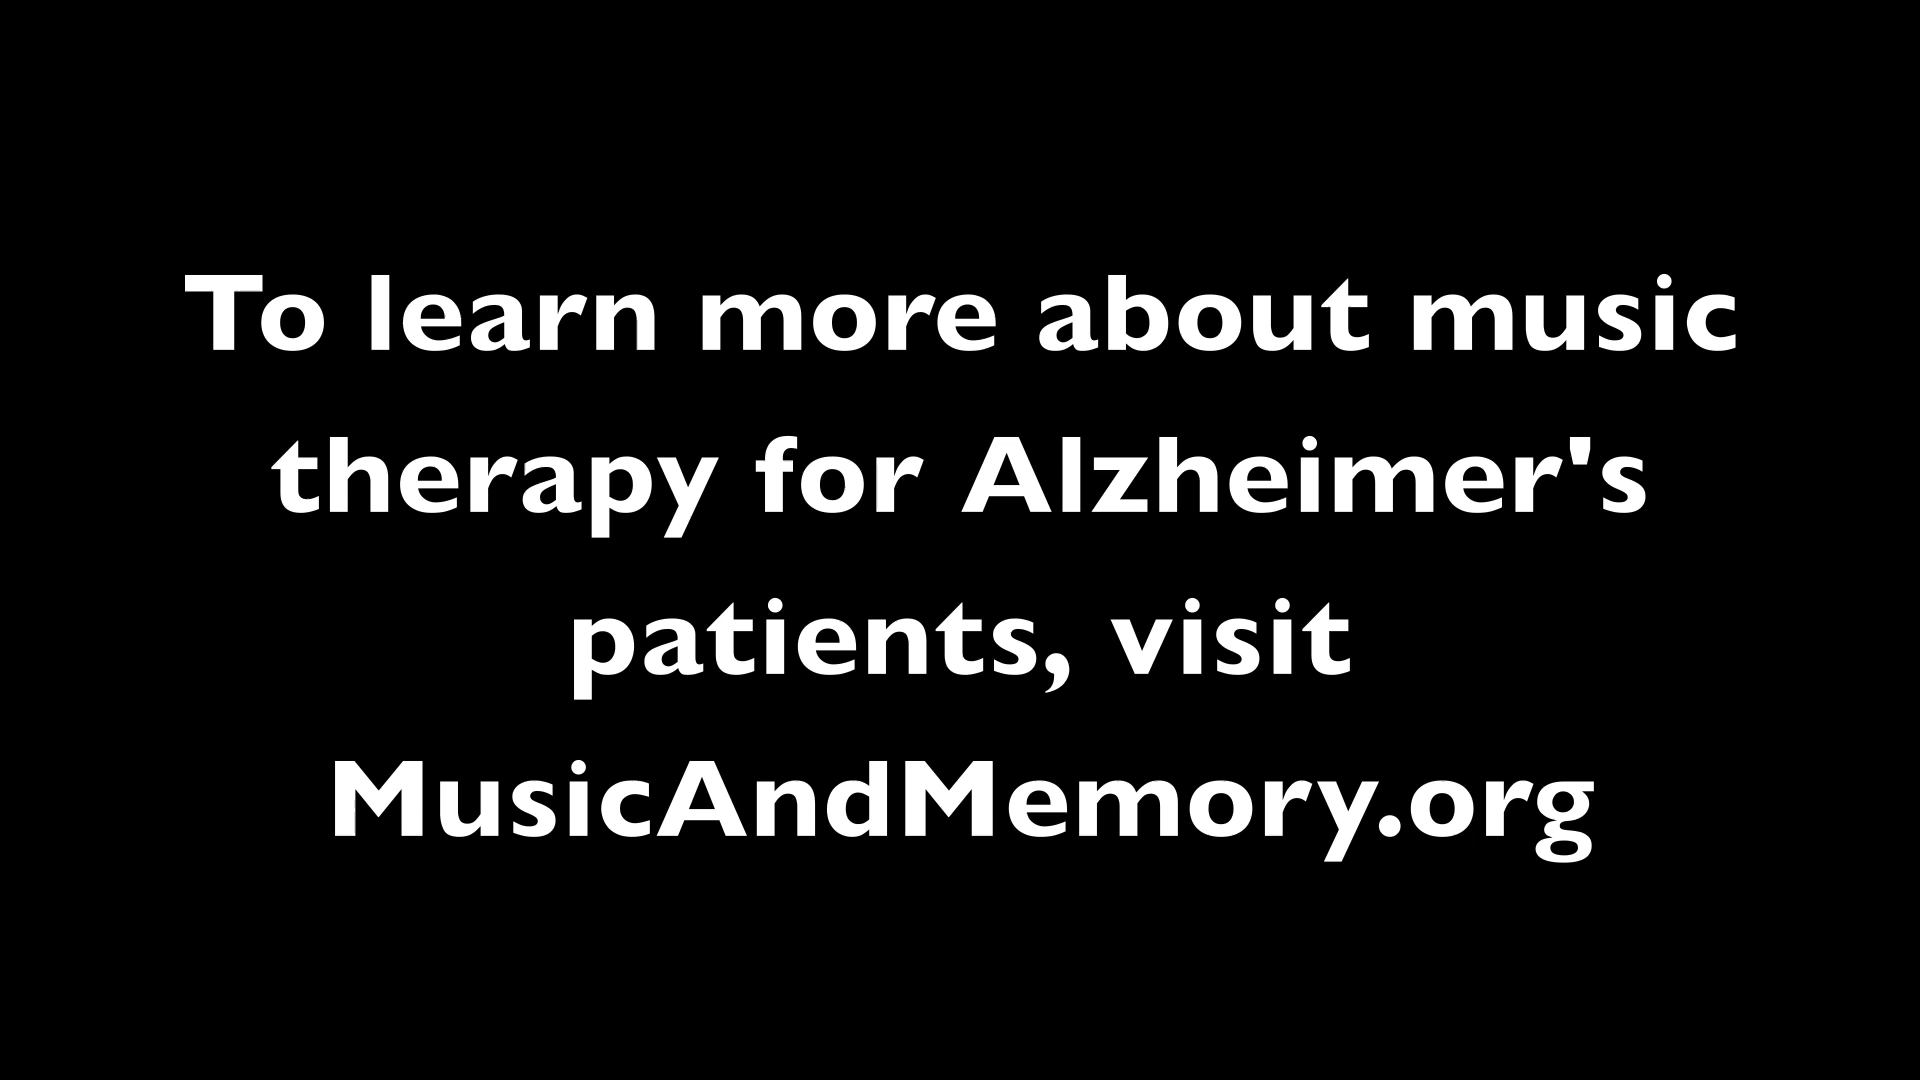 To learn more about music
therapy for Alzheimer's
patients, visit
MusicAndMemory.org